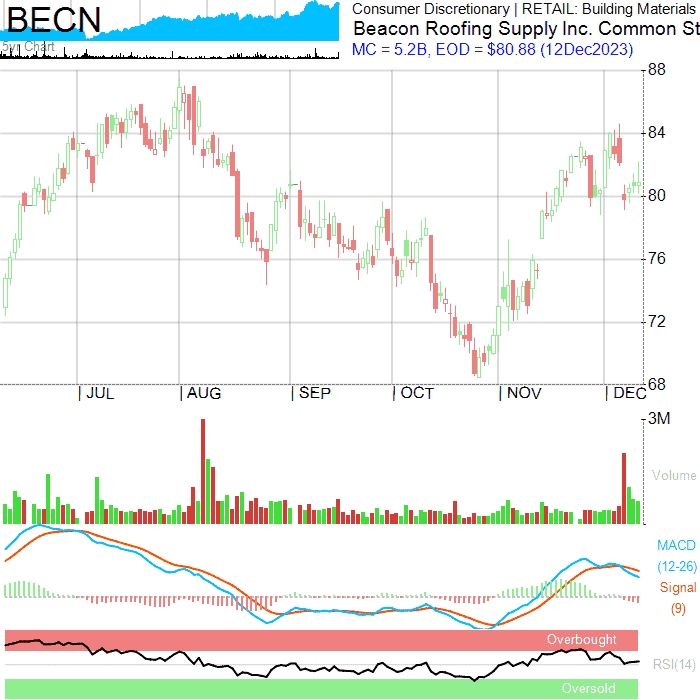 BECN
5yr Chart
Consumer Discretionary | RETAIL: Building Materials
Beacon Roofing Supply Inc. Common St
MC = 5.2B, EOD = $80.88 (12Dec2023)
88
84
80
76
72
68
JUL
AUG
SEP
OCT
NOV
DEC
3M
Volume
MACD
(12-26)
Signal
(9)
Overbought
RSI(14)
Oversold